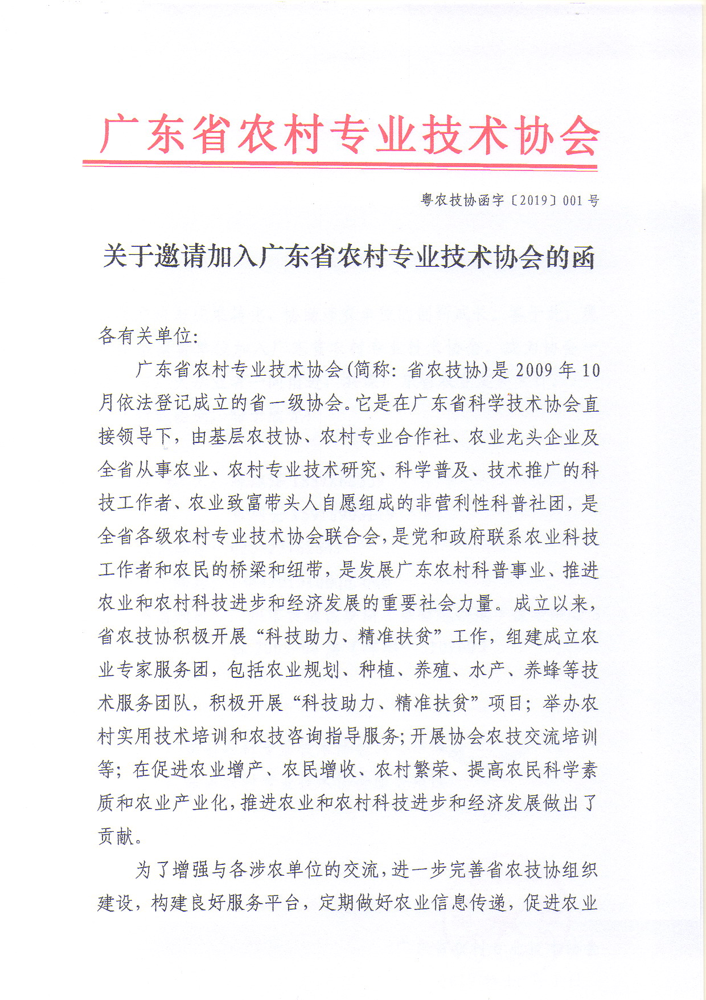 广东省农村专业技术协会
粤农技协函字〔2019〕001 号
关于邀请加入广东省农村专业技术协会的函
各有关单位:
广东省农村专业技术协会(简称: 省农技协)是 2009 年 10
月依法登记成立的省一级协会。它是在广东省科学技术协会直
接领导下，由基层农技协、农村专业合作社、农业龙头企业及
全省从事农业、农村专业技术研究、科学普及、技术推广的科
技工作者、农业致富带头人自愿组成的非营利性科普社团，是
全省各级农村专业技术协会联合会，是党和政府联系农业科技
工作者和农民的桥梁和纽带，是发展广东农村科普事业、推进
农业和农村科技进步和经济发展的重要社会力量。成立以来，
省农技协积极开展“科技助力、精准扶贫”工作，组建成立农
业专家服务团，包括农业规划、种植、养殖、水产、养蜂等技
术服务团队，积极开展“科技助力、精准扶贫”项目；举办农
村实用技术培训和农技咨询指导服务；开展协会农技交流培训
等；在促进农业增产、农民增收、农村繁荣、提高农民科学素
质和农业产业化，推进农业和农村科技进步和经济发展做出了
贡献。
为了增强与各涉农单位的交流，进一步完善省农技协组织
建设，构建良好服务平台，定期做好农业信息传递，促进农业